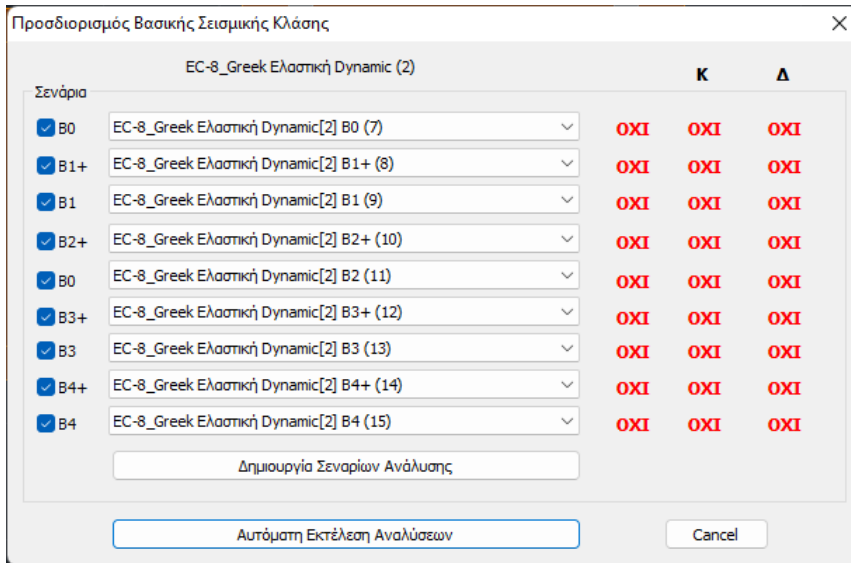 Προσδιορισμός Βασικής Σεισμικής Κλάσης
EC-8_Greek Ελαστική Dynamic (2) Κ Δ
Σενάρια
B0 EC-8_Greek Ελαστική Dynamic[2] B0 (7) ΟΧΙ ΟΧΙ ΟΧΙ
B1+ EC-8_Greek Ελαστική Dynamic[2] B1+ (8) ΟΧΙ ΟΧΙ ΟΧΙ
B1 EC-8_Greek Ελαστική Dynamic[2] B1 (9) ΟΧΙ ΟΧΙ ΟΧΙ
B2+ EC-8_Greek Ελαστική Dynamic[2] B2+ (10) ΟΧΙ ΟΧΙ ΟΧΙ
B0 EC-8_Greek Ελαστική Dynamic[2] B2 (11) ΟΧΙ ΟΧΙ ΟΧΙ
B3+ EC-8_Greek Ελαστική Dynamic[2] B3+ (12) ΟΧΙ ΟΧΙ ΟΧΙ
B3 EC-8_Greek Ελαστική Dynamic[2] B3 (13) ΟΧΙ ΟΧΙ ΟΧΙ
B4+ EC-8_Greek Ελαστική Dynamic[2] B4+ (14) ΟΧΙ ΟΧΙ ΟΧΙ
B4 EC-8_Greek Ελαστική Dynamic[2] B4 (15) ΟΧΙ ΟΧΙ ΟΧΙ
Δημιουργία Σεναρίων Ανάλυσης
Αυτόματη Εκτέλεση Αναλύσεων Cancel